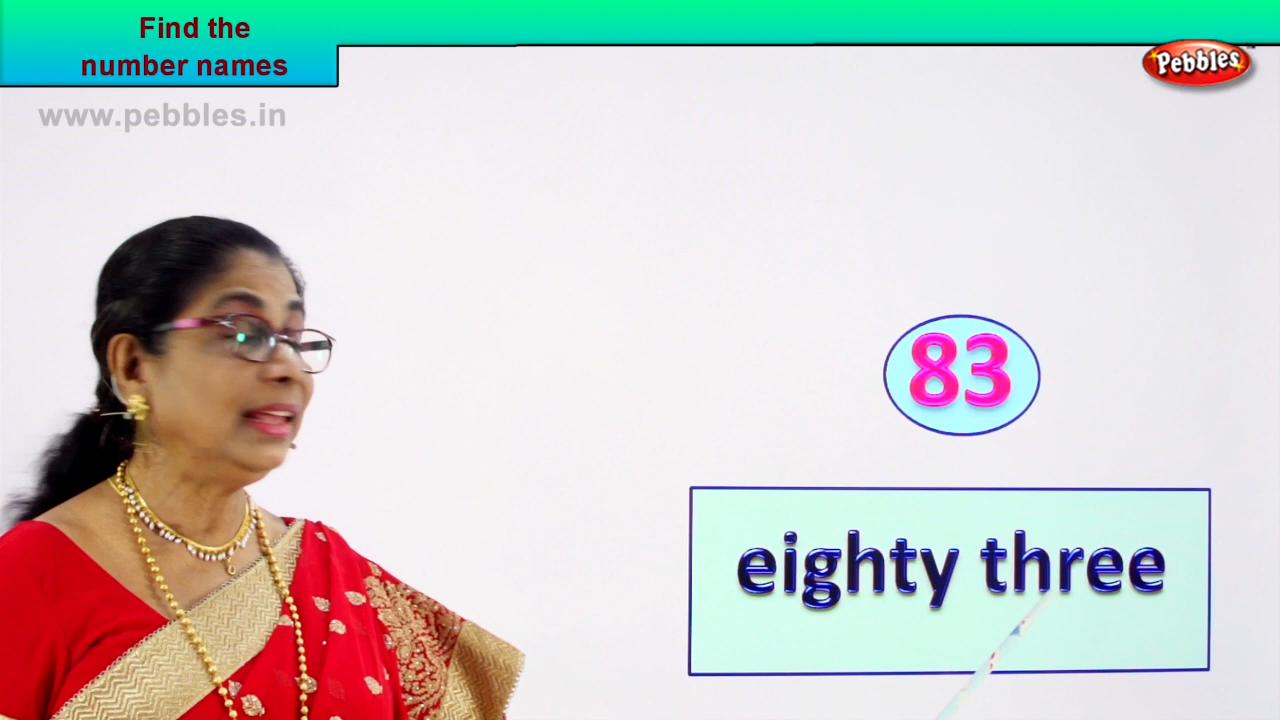 Find the
number names
www.pebbles.in
Pebbles
83
eighty three